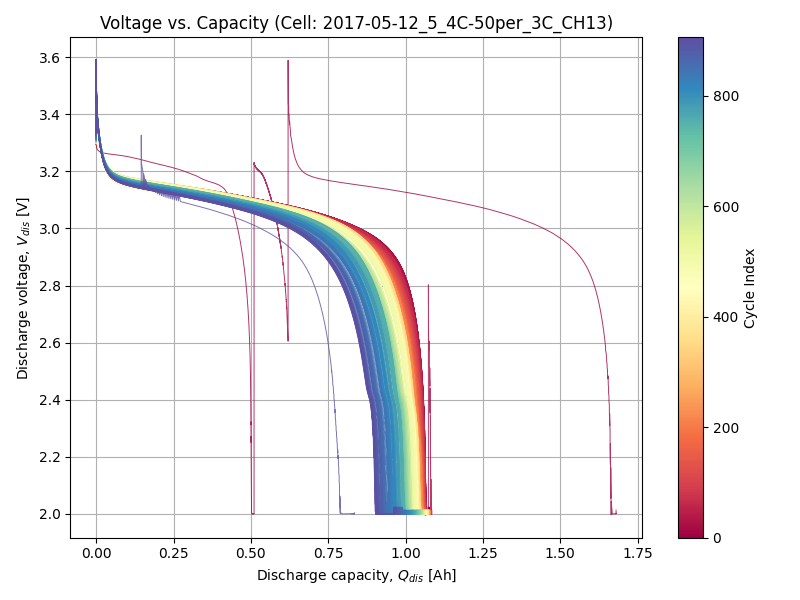 Voltage vs. Capacity (Cell: 2017-05-12_5_4C-50per_3C_CH13)
3.6
3.4
3.2
3.0
2.8
2.6
2.4
2.2
2.0
Discharge voltage, V_dis [V]
0.00 0.25 0.50 0.75 1.00 1.25 1.50 1.75
Discharge capacity, Q_dis [Ah]
800
600
400
200
0
Cycle Index